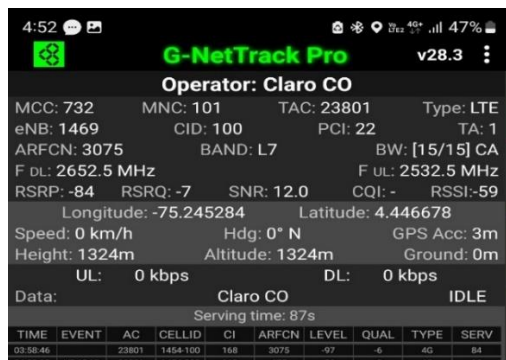 4:52 47%
G-NetTrack Pro v28.3
Operator: Claro CO
MCC: 732 MNC: 101 TAC: 23801 Type: LTE
eNB: 1469 CID: 100 PCI: 22 TA: 1
ARFCN: 3075 BAND: L7 BW: [15/15] CA
F DL: 2652.5 MHz F UL: 2532.5 MHz
RSRP: -84 RSRQ: -7 SNR: 12.0 CQI: - RSSI:-59
Longitude: -75.245284 Latitude: 4.446678
Speed: 0 km/h Hdg: 0° N GPS Acc: 3m
Height: 1324m Altitude: 1324m Ground: 0m
UL: 0 kbps DL: 0 kbps
Data: Claro CO IDLE
Serving time: 87s
TIME EVENT AC CELLID CI ARFCN LEVEL QUAL TYPE SERV
03:58:46 23801 1454-100 168 3075 -97 -6 4G 84